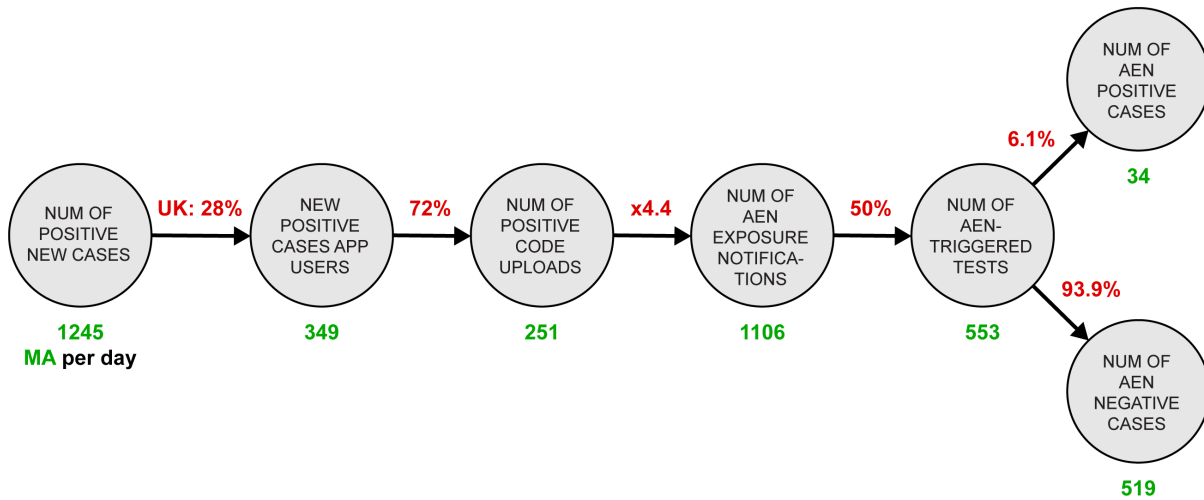 NUM OF
POSITIVE
NEW CASES
1245
MA per day
UK: 28%
NEW
POSITIVE
CASES APP
USERS
349
72%
NUM OF
POSITIVE
CODE
UPLOADS
251
x4.4
NUM OF
AEN
EXPOSURE
NOTIFICA-
TIONS
1106
50%
NUM OF
AEN-
TRIGGERED
TESTS
553
6.1%
NUM OF
AEN
POSITIVE
CASES
34
93.9%
NUM OF
AEN
NEGATIVE
CASES
519